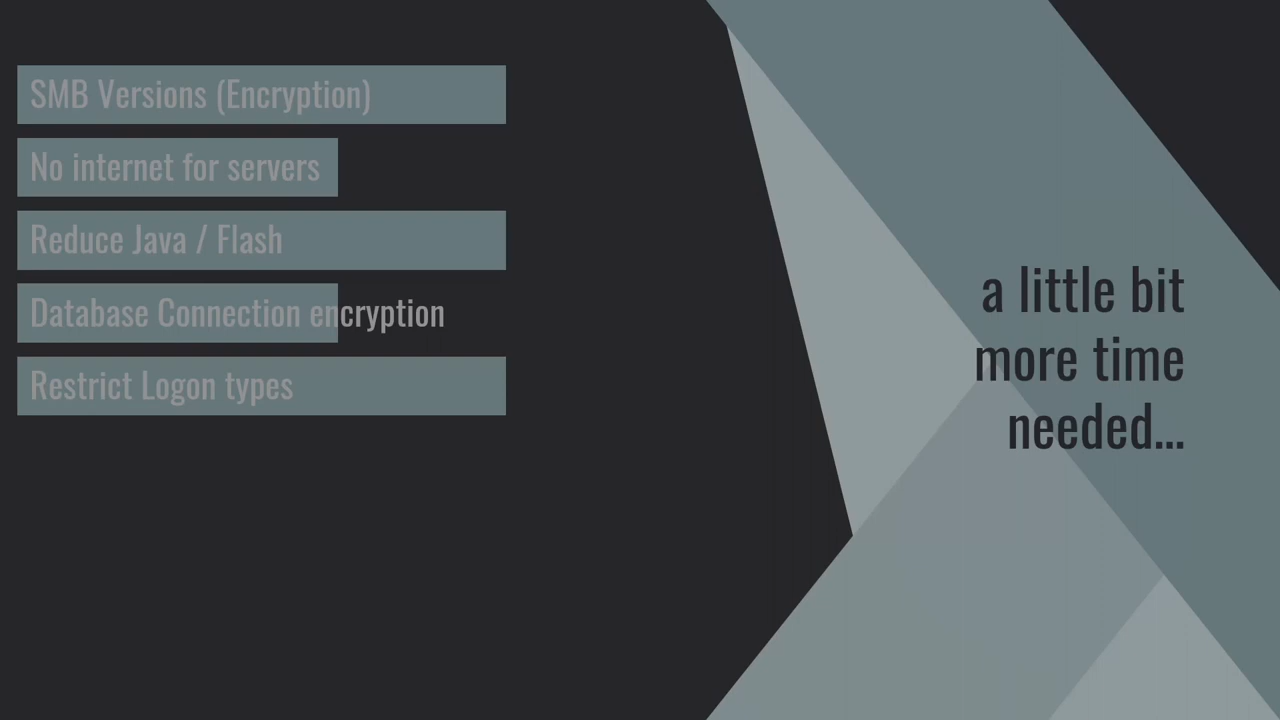 SMB Versions (Encryption)
No internet for servers
Reduce Java / Flash
Database Connection encryption
Restrict Logon types
a little bit
more time
needed...